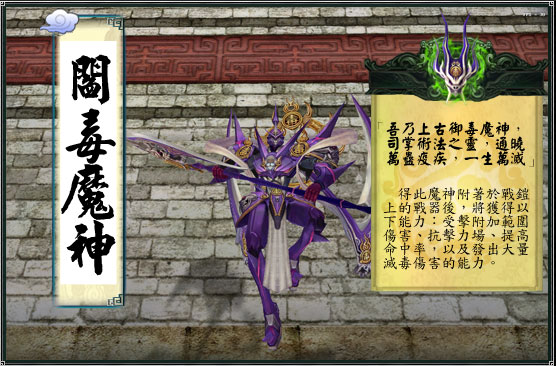 閻毒魔神
「吾乃上古御毒魔神，
司掌術法之靈，通曉
萬蠱疫疾，一生萬滅」
得此魔神附著於戰鎧
上的戰器後，將獲得以
下能力：受擊附加範圍
傷害、抗擊力場、提高
命中率，以及發出大量
滅毒傷害的能力。